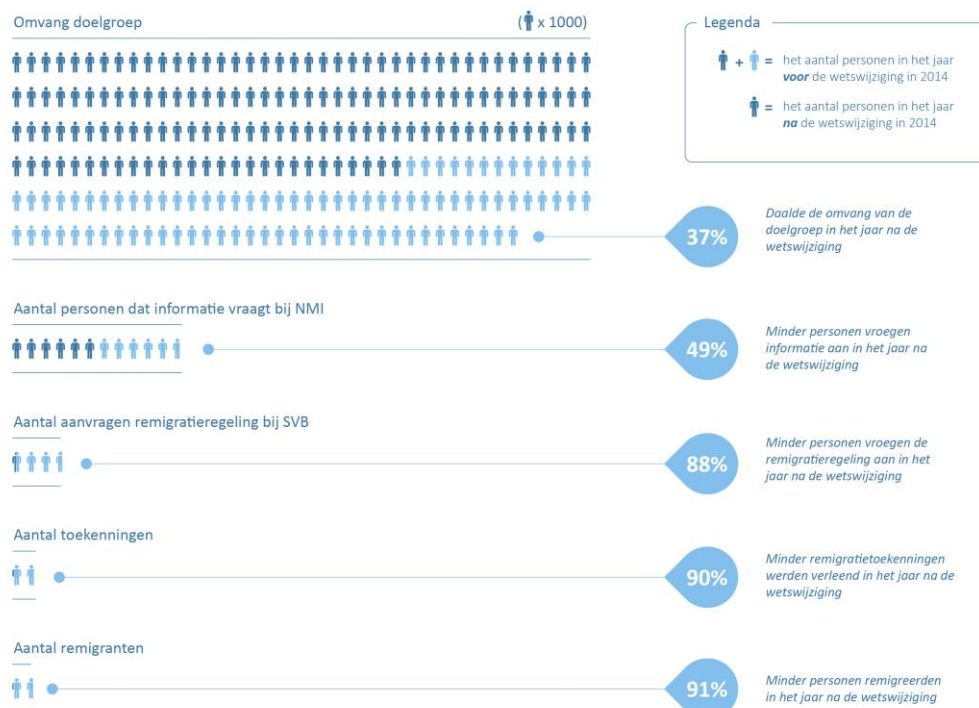 Omvang doelgroep
( x 1000)
Legenda
+ = het aantal personen in het jaar
voor de wetswijziging in 2014
= het aantal personen in het jaar
na de wetswijziging in 2014
37%
Daalde de omvang van de
doelgroep in het jaar na de
wetswijziging
Aantal personen dat informatie vraagt bij NMI
49%
Minder personen vroegen
informatie aan in het jaar na
de wetswijziging
Aantal aanvragen remigratieregeling bij SVB
88%
Minder personen vroegen de
remigratieregeling aan in het
jaar na de wetswijziging
Aantal toekenningen
90%
Minder remigratietoekenningen
werden verleend in het jaar na de
wetswijziging
Aantal remigranten
91%
Minder personen remigreerden
in het jaar na de wetswijziging